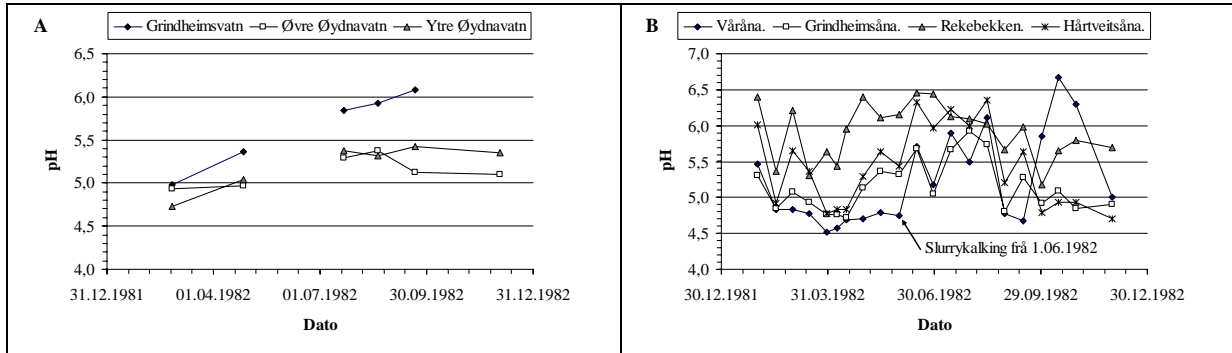 A
Grindheimsvatn Øvre Øydnavatn Ytre Øydnavatn
6,5
6,0
5,5
5,0
4,5
4,0
pH
31.12.1981 01.04.1982 01.07.1982 30.09.1982 31.12.1982
Dato
B
Våråna. Grindheimsåna. Rekebekken. Hårtveitsåna.
7,0
6,5
6,0
5,5
5,0
4,5
4,0
pH
Slurrykalking frå 1.06.1982
30.12.1981 31.03.1982 30.06.1982 29.09.1982 30.12.1982
Dato